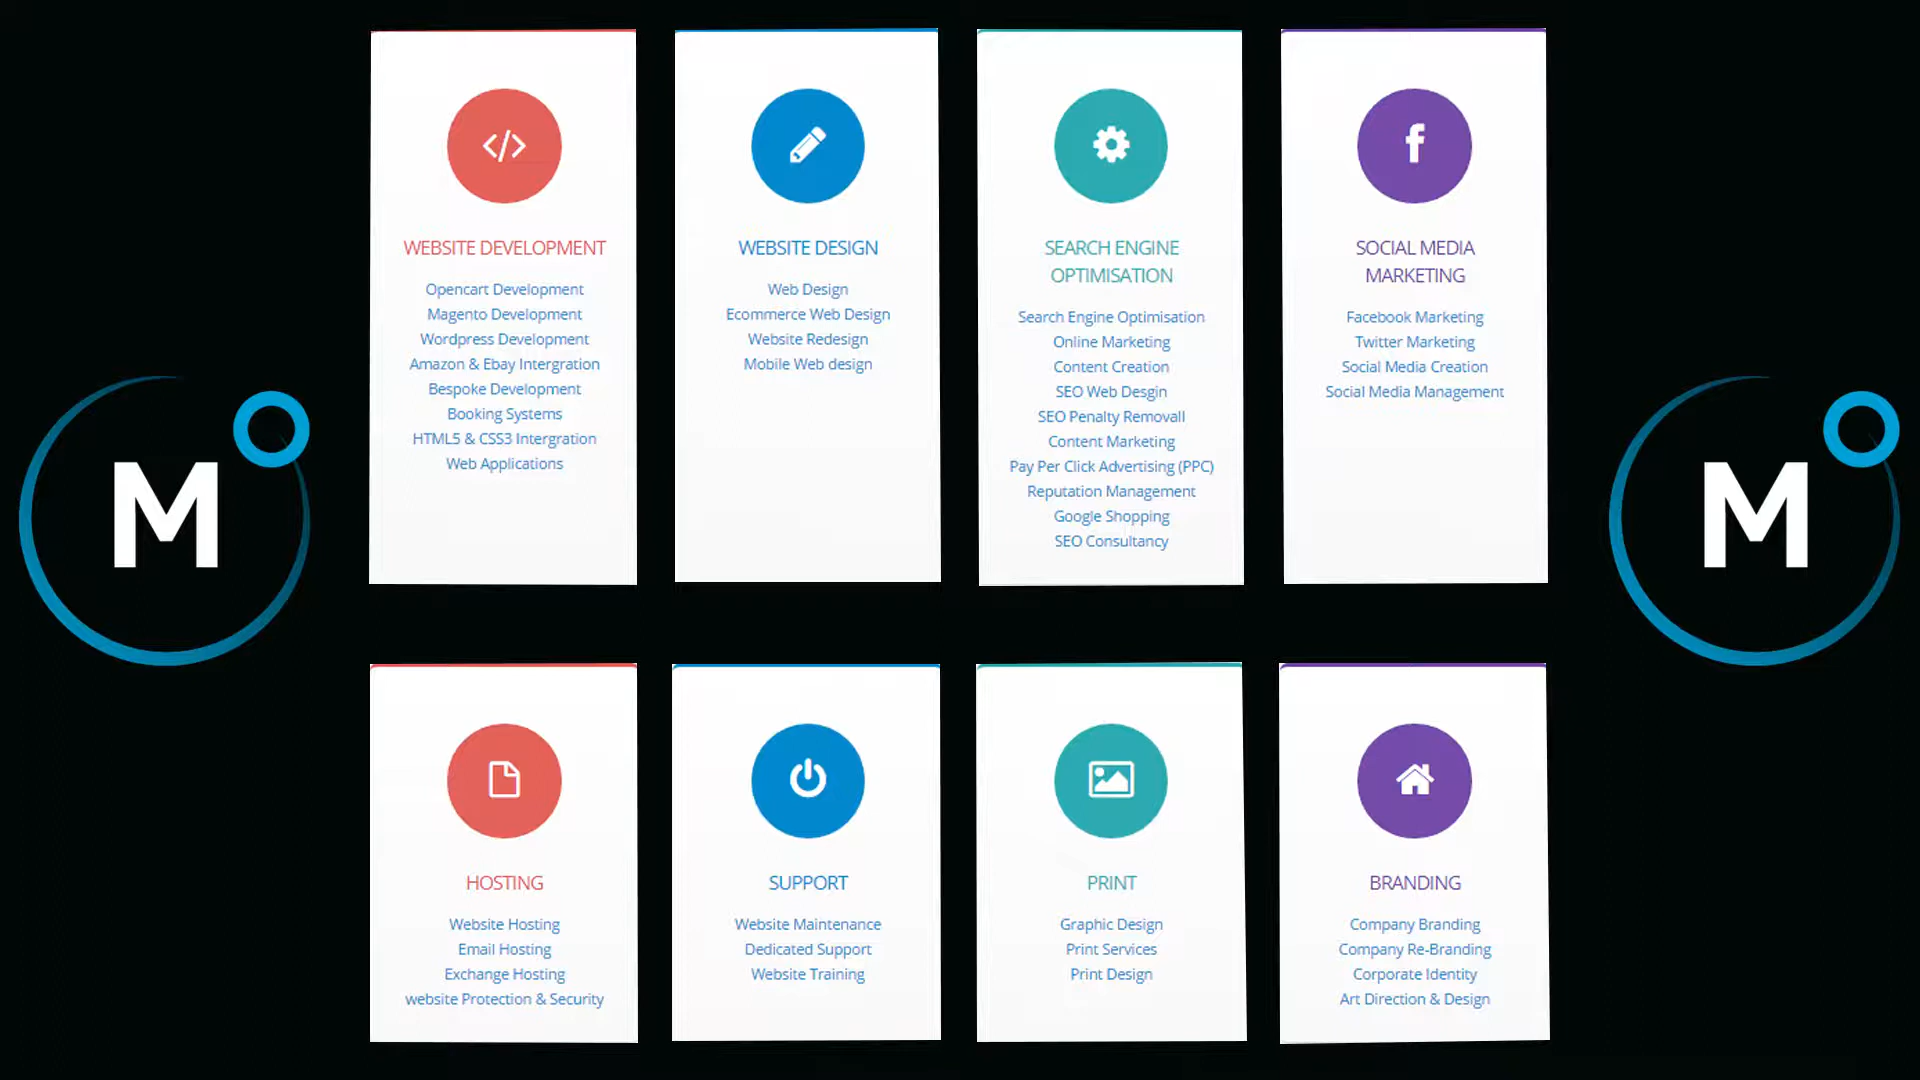 WEBSITE DEVELOPMENT
Opencart Development
Magento Development
Wordpress Development
Amazon & Ebay Intergration
Bespoke Development
Booking Systems
HTML5 & CSS3 Intergration
Web Applications
WEBSITE DESIGN
Web Design
Ecommerce Web Design
Website Redesign
Mobile Web design
SEARCH ENGINE
OPTIMISATION
Search Engine Optimisation
Online Marketing
Content Creation
SEO Web Desgin
SEO Penalty Removall
Content Marketing
Pay Per Click Advertising (PPC)
Reputation Management
Google Shopping
SEO Consultancy
SOCIAL MEDIA
MARKETING
Facebook Marketing
Twitter Marketing
Social Media Creation
Social Media Management
M
M
HOSTING
Website Hosting
Email Hosting
Exchange Hosting
website Protection & Security
SUPPORT
Website Maintenance
Dedicated Support
Website Training
PRINT
Graphic Design
Print Services
Print Design
BRANDING
Company Branding
Company Re-Branding
Corporate Identity
Art Direction & Design